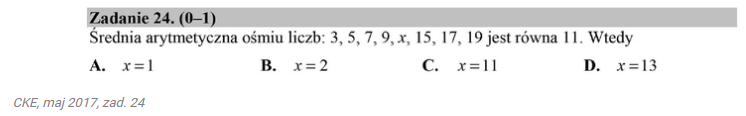 Zadanie 24. (0–1)
Średnia arytmetyczna ośmiu liczb: 3, 5, 7, 9, x, 15, 17, 19 jest równa 11. Wtedy
A. x=1 B. x=2 C. x=11 D. x=13
CKE, maj 2017, zad. 24